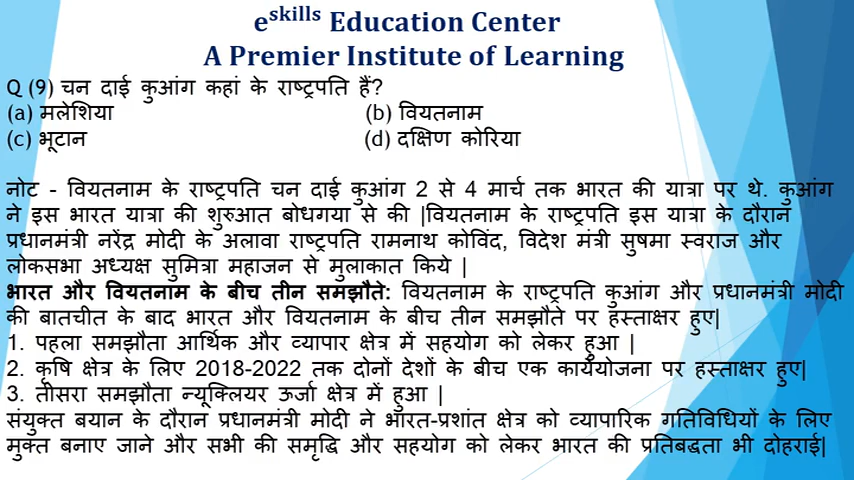 eskills Education Center
A Premier Institute of Learning
Q (9) चन दाई कुआंग कहां के राष्ट्रपति हैं?
(a) मलेशिया (b) वियतनाम
(c) भूटान (d) दक्षिण कोरिया
नोट - वियतनाम के राष्ट्रपति चन दाई कुआंग 2 से 4 मार्च तक भारत की यात्रा पर थे. कुआंग
ने इस भारत यात्रा की शुरुआत बोधगया से की |वियतनाम के राष्ट्रपति इस यात्रा के दौरान
प्रधानमंत्री नरेंद्र मोदी के अलावा राष्ट्रपति रामनाथ कोविंद, विदेश मंत्री सुषमा स्वराज और
लोकसभा अध्यक्ष सुमित्रा महाजन से मुलाकात किये |
भारत और वियतनाम के बीच तीन समझौते: वियतनाम के राष्ट्रपति कुआंग और प्रधानमंत्री मोदी
की बातचीत के बाद भारत और वियतनाम के बीच तीन समझौते पर हस्ताक्षर हुए|
1. पहला समझौता आर्थिक और व्यापार क्षेत्र में सहयोग को लेकर हुआ |
2. कृषि क्षेत्र के लिए 2018-2022 तक दोनों देशों के बीच एक कार्ययोजना पर हस्ताक्षर हुए|
3. तीसरा समझौता न्यूक्लियर ऊर्जा क्षेत्र में हुआ |
संयुक्त बयान के दौरान प्रधानमंत्री मोदी ने भारत-प्रशांत क्षेत्र को व्यापारिक गतिविधियों के लिए
मुक्त बनाए जाने और सभी की समृद्धि और सहयोग को लेकर भारत की प्रतिबद्धता भी दोहराई|